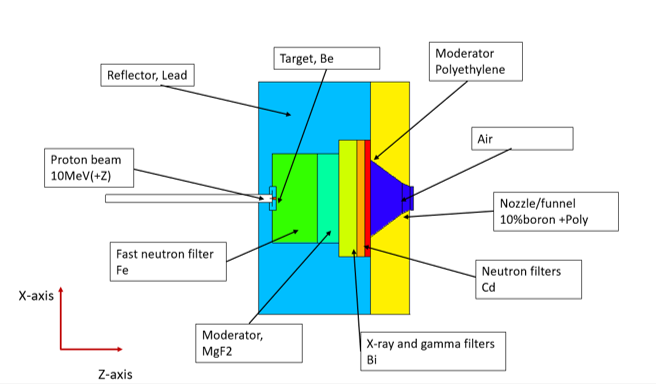 Target, Be
Moderator
Polyethylene
Reflector, Lead
Air
Proton beam
10MeV(+Z)
Nozzle/funnel
10%boron +Poly
Fast neutron filter
Fe
Neutron filters
Cd
X-axis
Moderator,
MgF2
X-ray and gamma filters
Bi
Z-axis